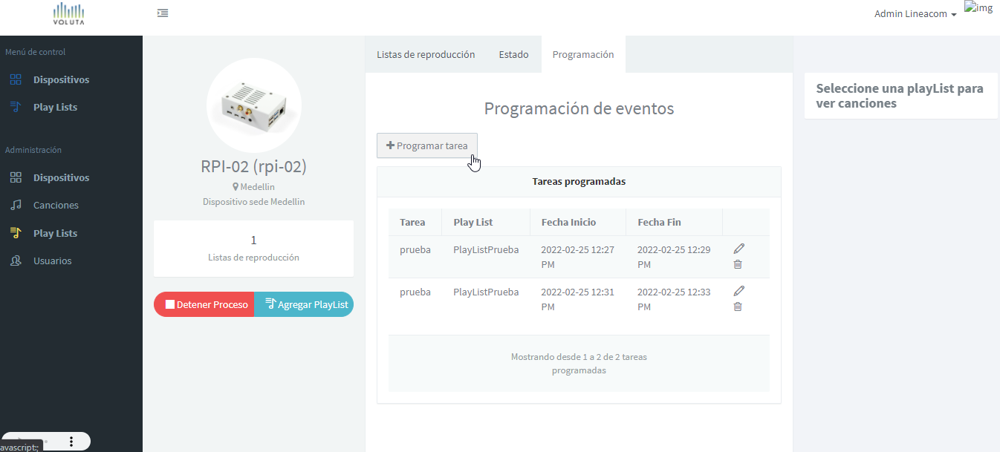 VOLUTA
Admin Lineacom
img
Menú de control
Dispositivos
Play Lists
Administración
Dispositivos
Canciones
Play Lists
Usuarios
RPI-02 (rpi-02)
Medellin
Dispositivo sede Medellin
1
Listas de reproducción
Detener Proceso
Agregar PlayList
Listas de reproducción
Estado
Programación
Programación de eventos
Programar tarea
Tareas programadas
Tarea Play List Fecha Inicio Fecha Fin
prueba PlayListPrueba 2022-02-25 12:27 2022-02-25 12:29
PM PM
prueba PlayListPrueba 2022-02-25 12:31 2022-02-25 12:33
PM PM
Mostrando desde 1 a 2 de 2 tareas
programadas
Seleccione una playList para
ver canciones
avascript:;